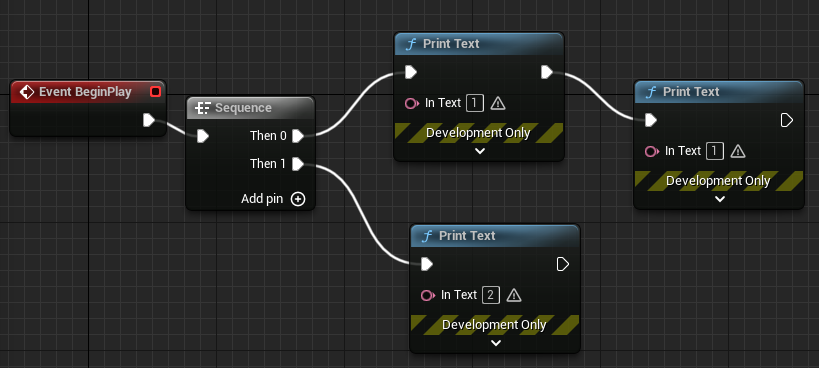 Event BeginPlay
Sequence
Then 0
Then 1
Add pin
f Print Text
In Text 1
Development Only
f Print Text
In Text 1
Development Only
f Print Text
In Text 2
Development Only